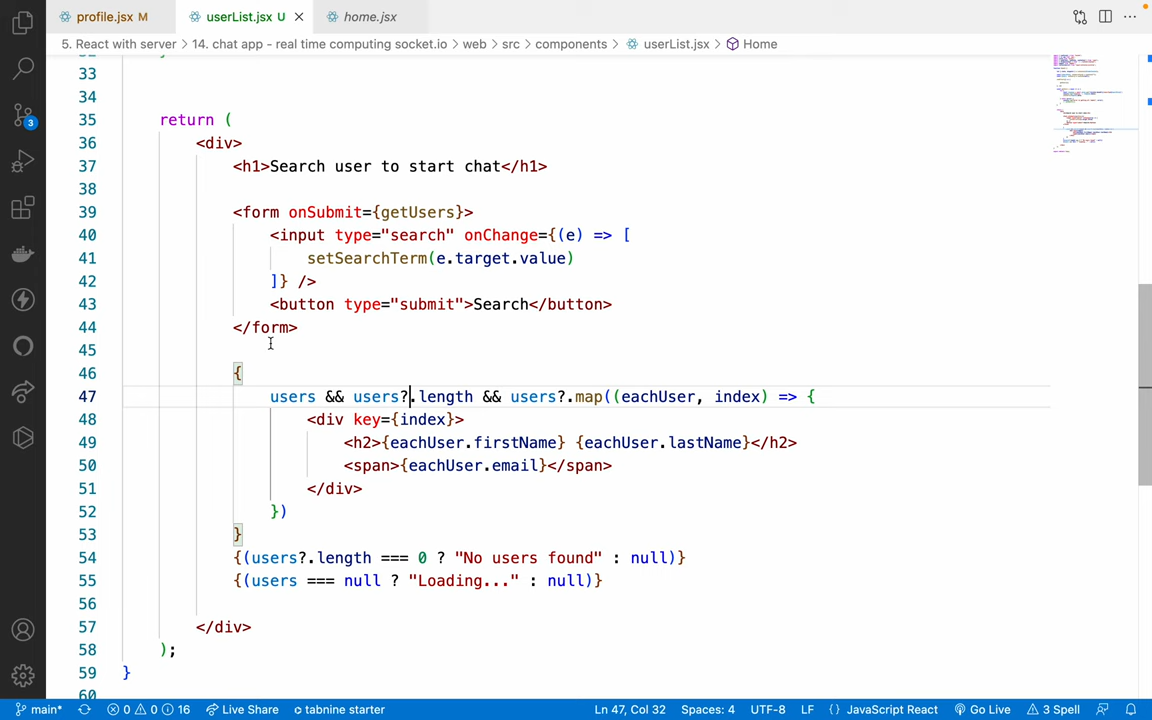 profile.jsx M userList.jsx U × home.jsx ···
5. React with server > 14. chat app - real time computing socket.io > web > src > components > userList.jsx > Home
33
34
35 return (
36 <div>
37 <h1>Search user to start chat</h1>
38
39 <form onSubmit={getUsers}>
40 <input type="search" onChange={(e) => [
41 setSearchTerm(e.target.value)
42 ]} />
43 <button type="submit">Search</button>
44 </form>
45
46 {
47 users && users?.length && users?.map((eachUser, index) => {
48 <div key={index}>
49 <h2>{eachUser.firstName} {eachUser.lastName}</h2>
50 <span>{eachUser.email}</span>
51 </div>
52 })
53 }
54 {(users?.length === 0 ? "No users found" : null)}
55 {(users === null ? "Loading..." : null)}
56
57 </div>
58 );
59 }
60
3
main* 0 0 16 Live Share tabnine starter Ln 47, Col 32 Spaces: 4 UTF-8 LF {} JavaScript React Go Live 3 Spell